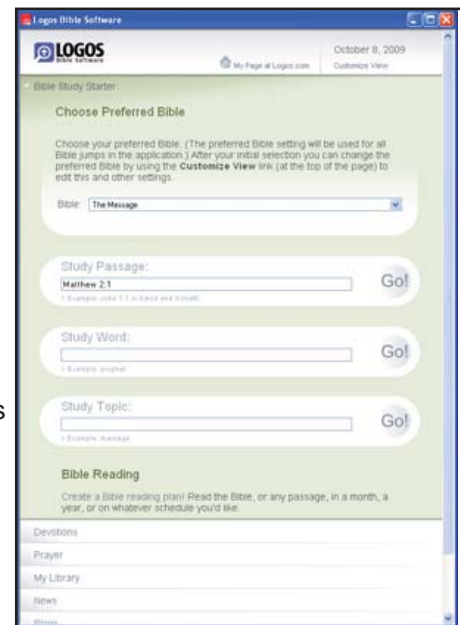 Logos Bible Software
LOGOS
Bible Software
My Page at Logos.com
October 8, 2009
Customize View
Bible Study Starter
Choose Preferred Bible
Choose your preferred Bible. (The preferred Bible setting will be used for all
Bible jumps in the application.) After your initial selection you can change the
preferred Bible by using the Customize View link (at the top of the page) to
edit this and other settings.
Bible: The Message
Study Passage:
Matthew 2:1
Go!
Example:
Study Word:
Go!
Example: prophet
s
Study Topic:
Go!
Example: marriage
Bible Reading
Create a Bible reading plan! Read the Bible, or any passage, in a month, a
year, or on whatever schedule you'd like.
Devotions
Prayer
My Library
News